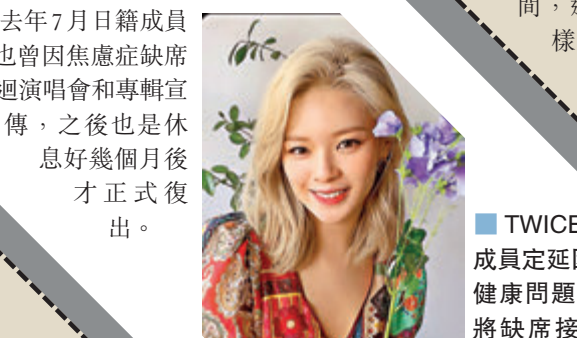 去年7月日籍成員
也曾因焦慮症缺席
迴演唱會和專輯宣
傳，之後也是休
息好幾個月後
才正式復
出。
間，
樣
TWICE
成員定延因
健康問題
將缺席接